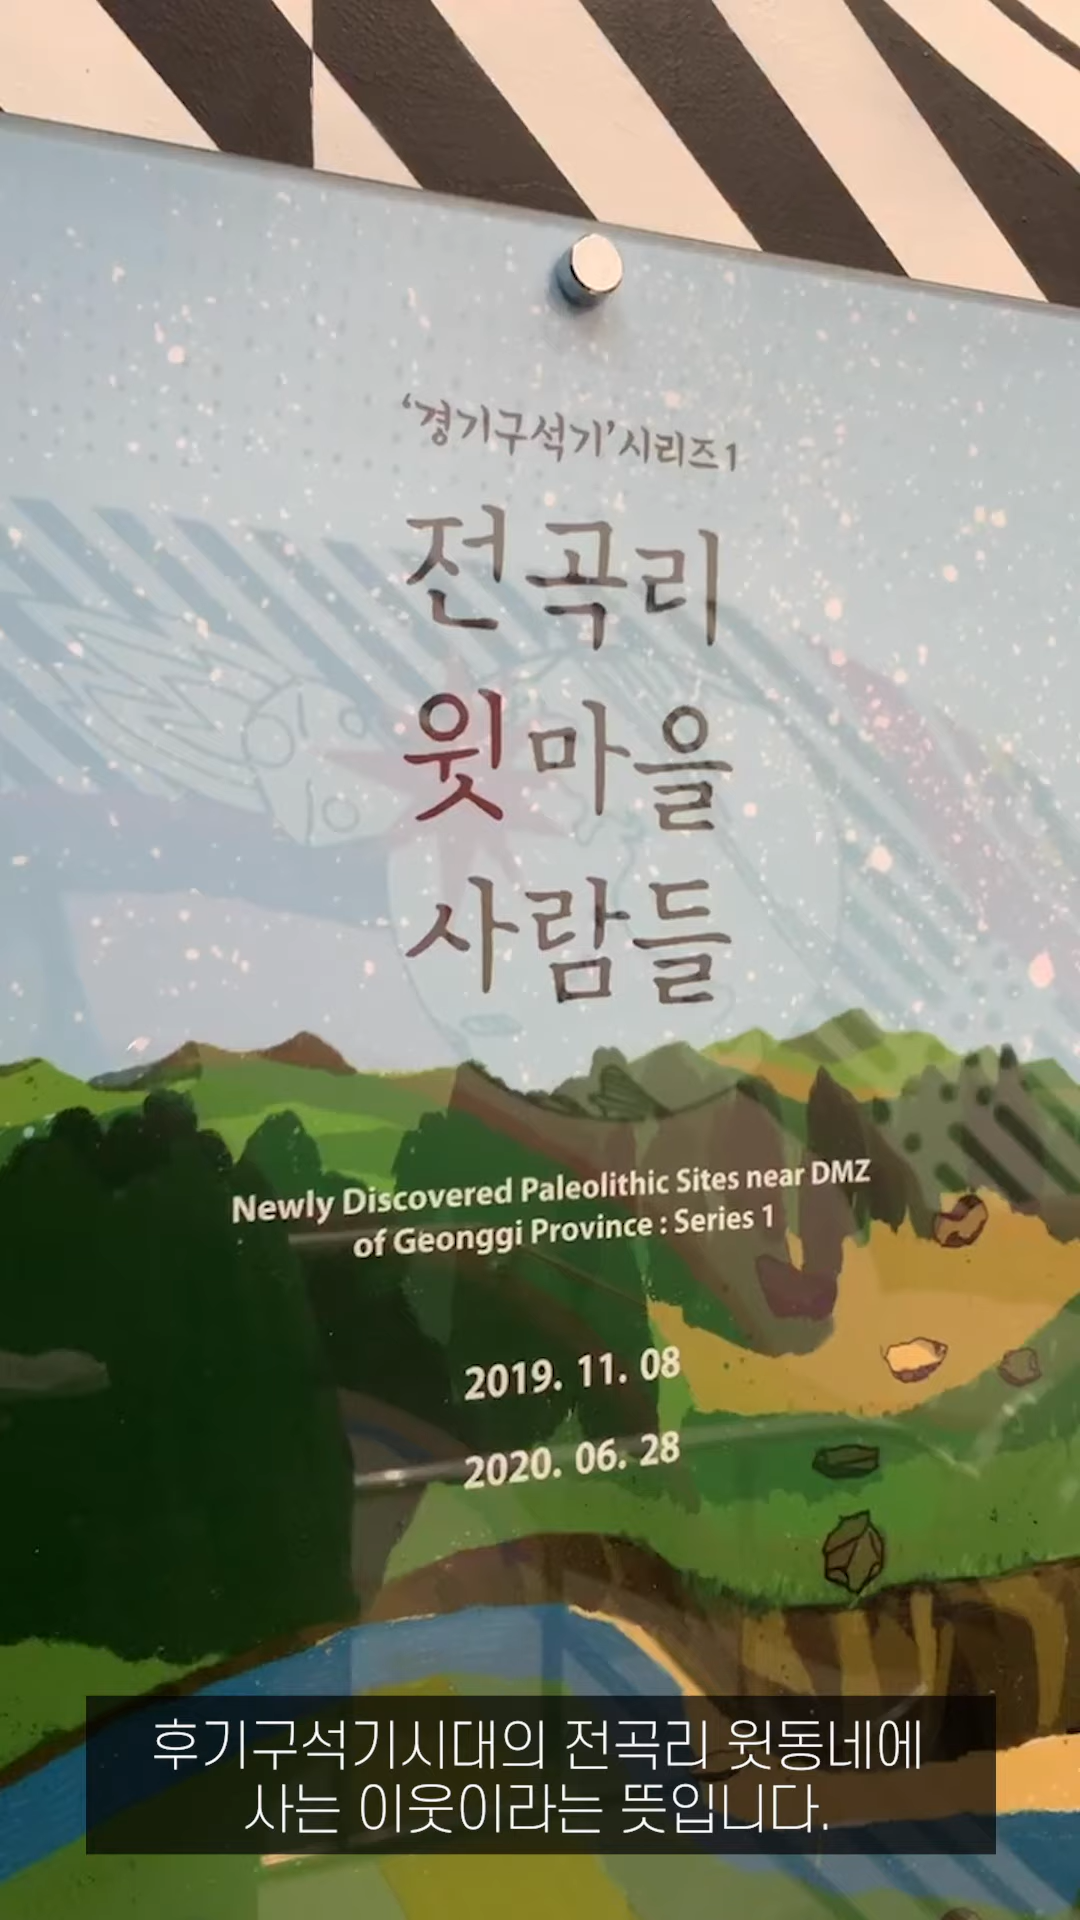 ‘경기구석기’시리즈1
전곡리
윗마을
사람들
Newly Discovered Paleolithic Sites near DMZ
of Geonggi Province : Series 1
2019. 11. 08
2020. 06. 28
후기구석기시대의 전곡리 윗동네에
사는 이웃이라는 뜻입니다.